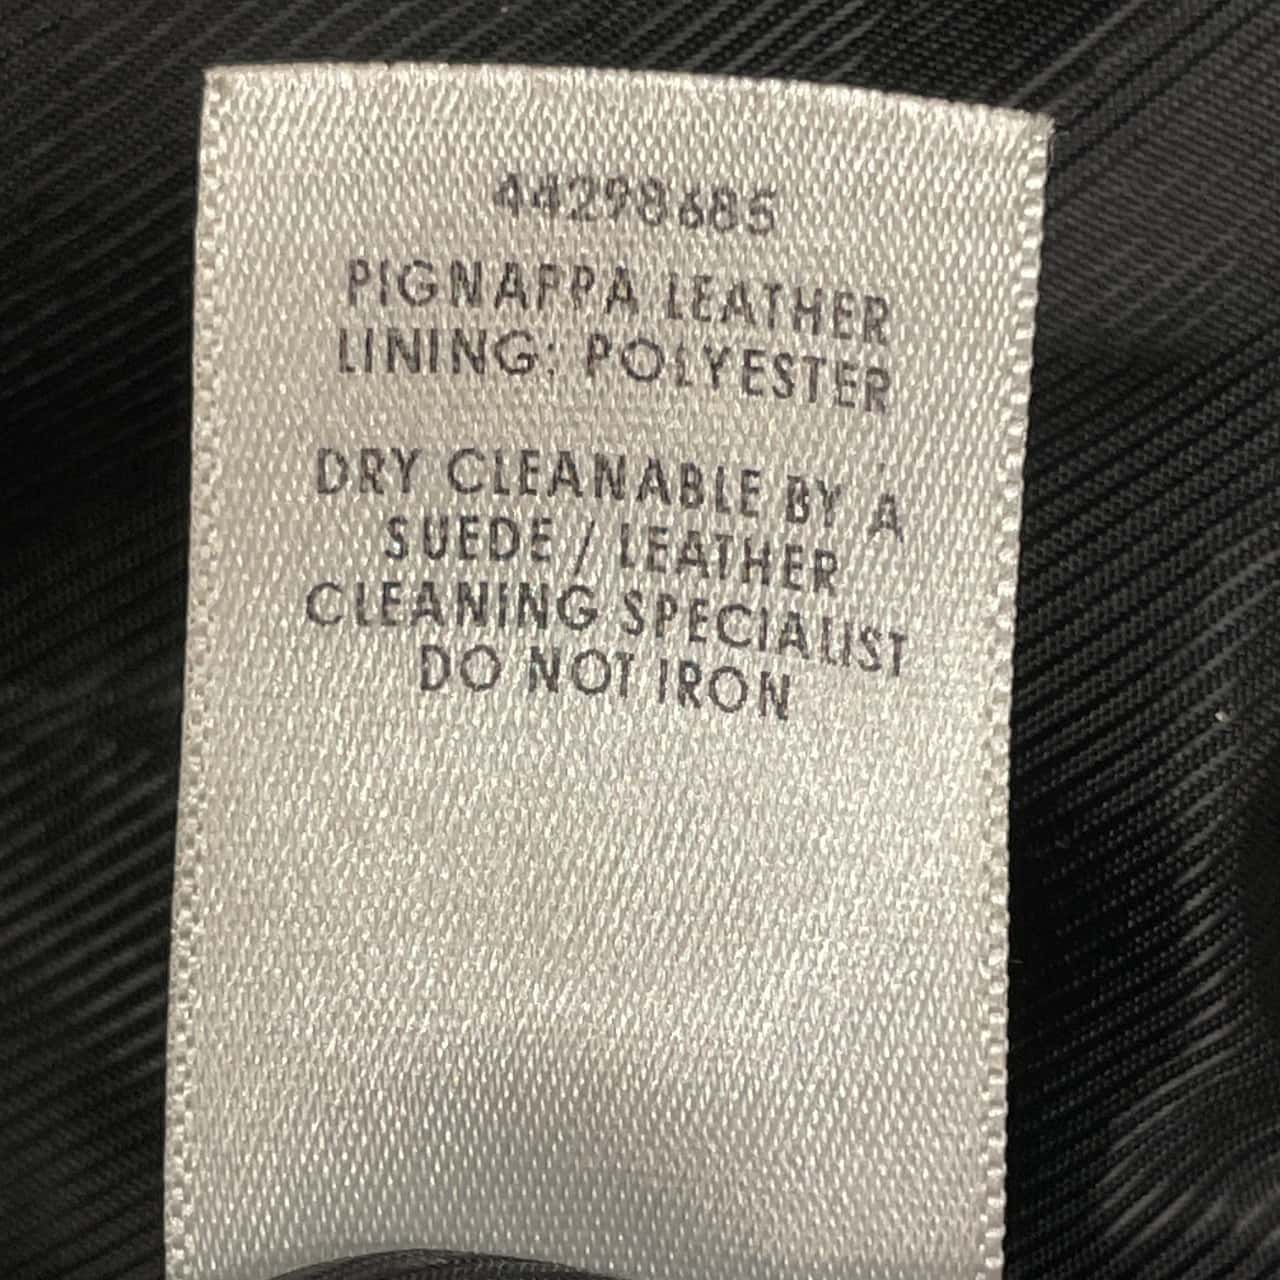 44298685
PIGNAPPA LEATHER
LINING: POLYESTER
DRY CLEANABLE BY A
SUEDE / LEATHER
CLEANING SPECIALIST
DO NOT IRON